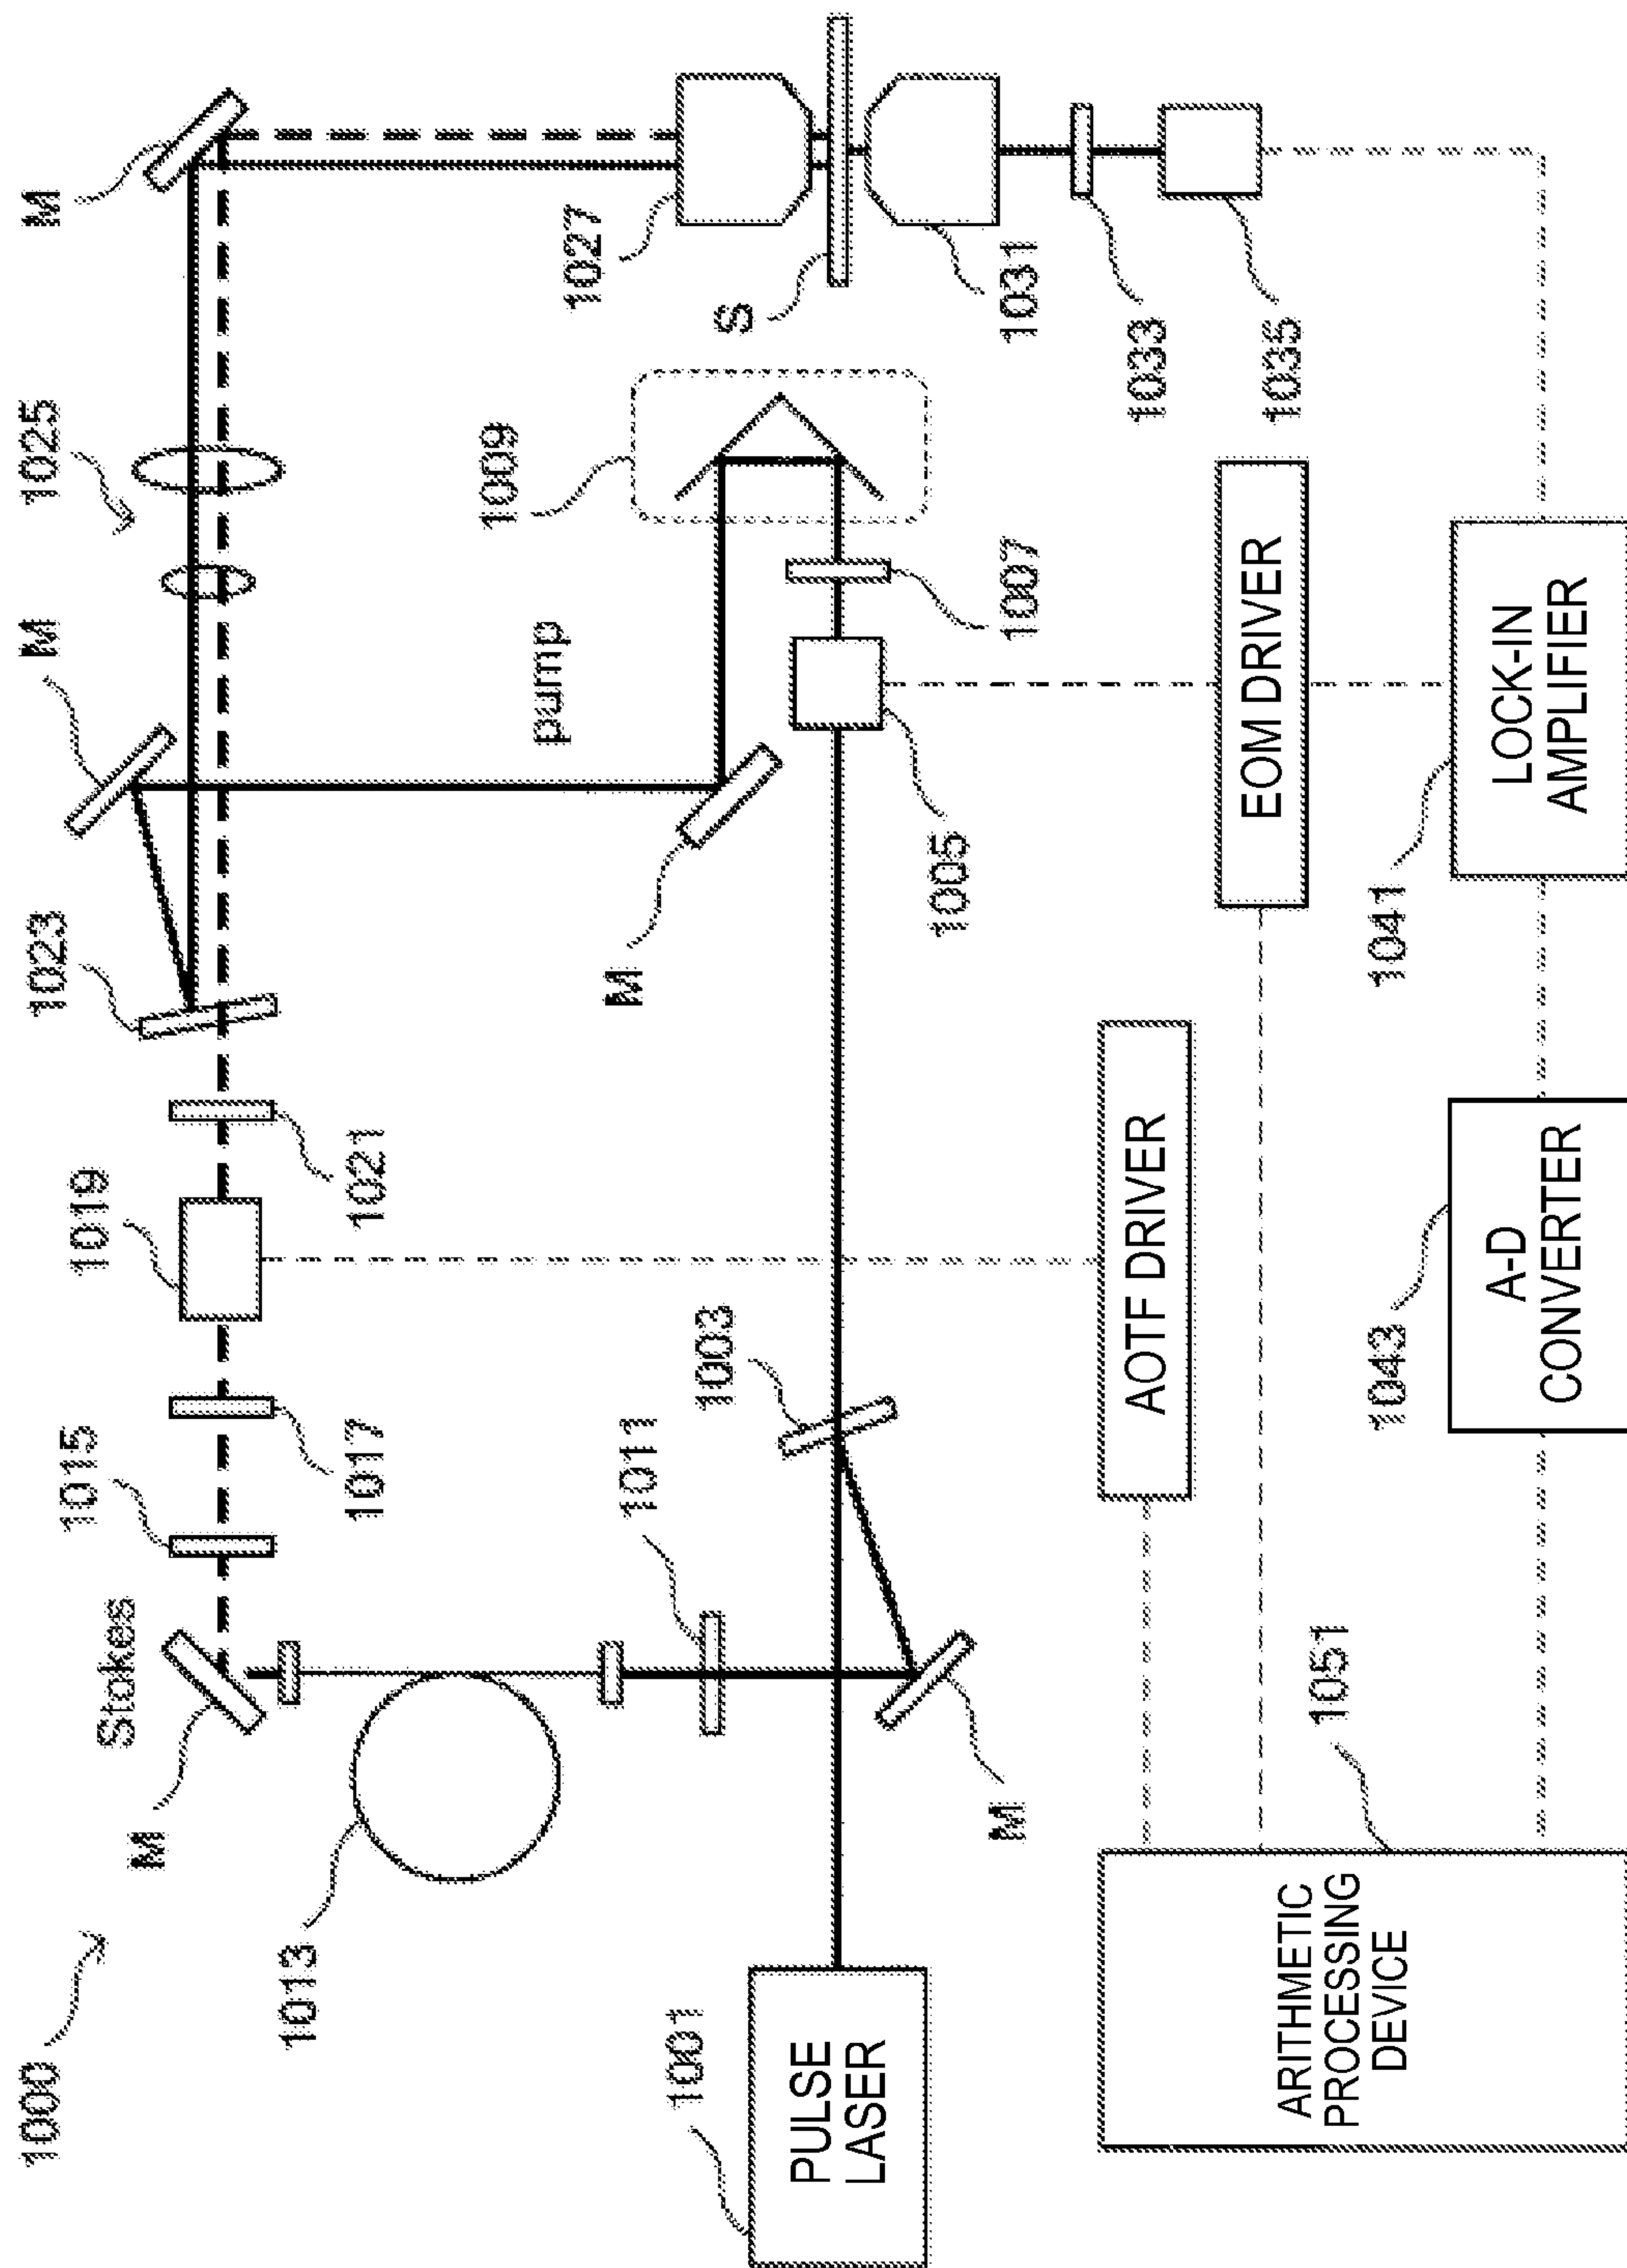 1000
M
Stokes
1015
1017
1019
1021
1023
M
1025
M
1013
1011
1003
M
M
pump
1009
1027
S
1031
1033
1035
1007
1005
1001
PULSE
LASER
AOTF DRIVER
EOM DRIVER
1051
ARITHMETIC
PROCESSING
DEVICE
1043
A-D
CONVERTER
1041
LOCK-IN
AMPLIFIER